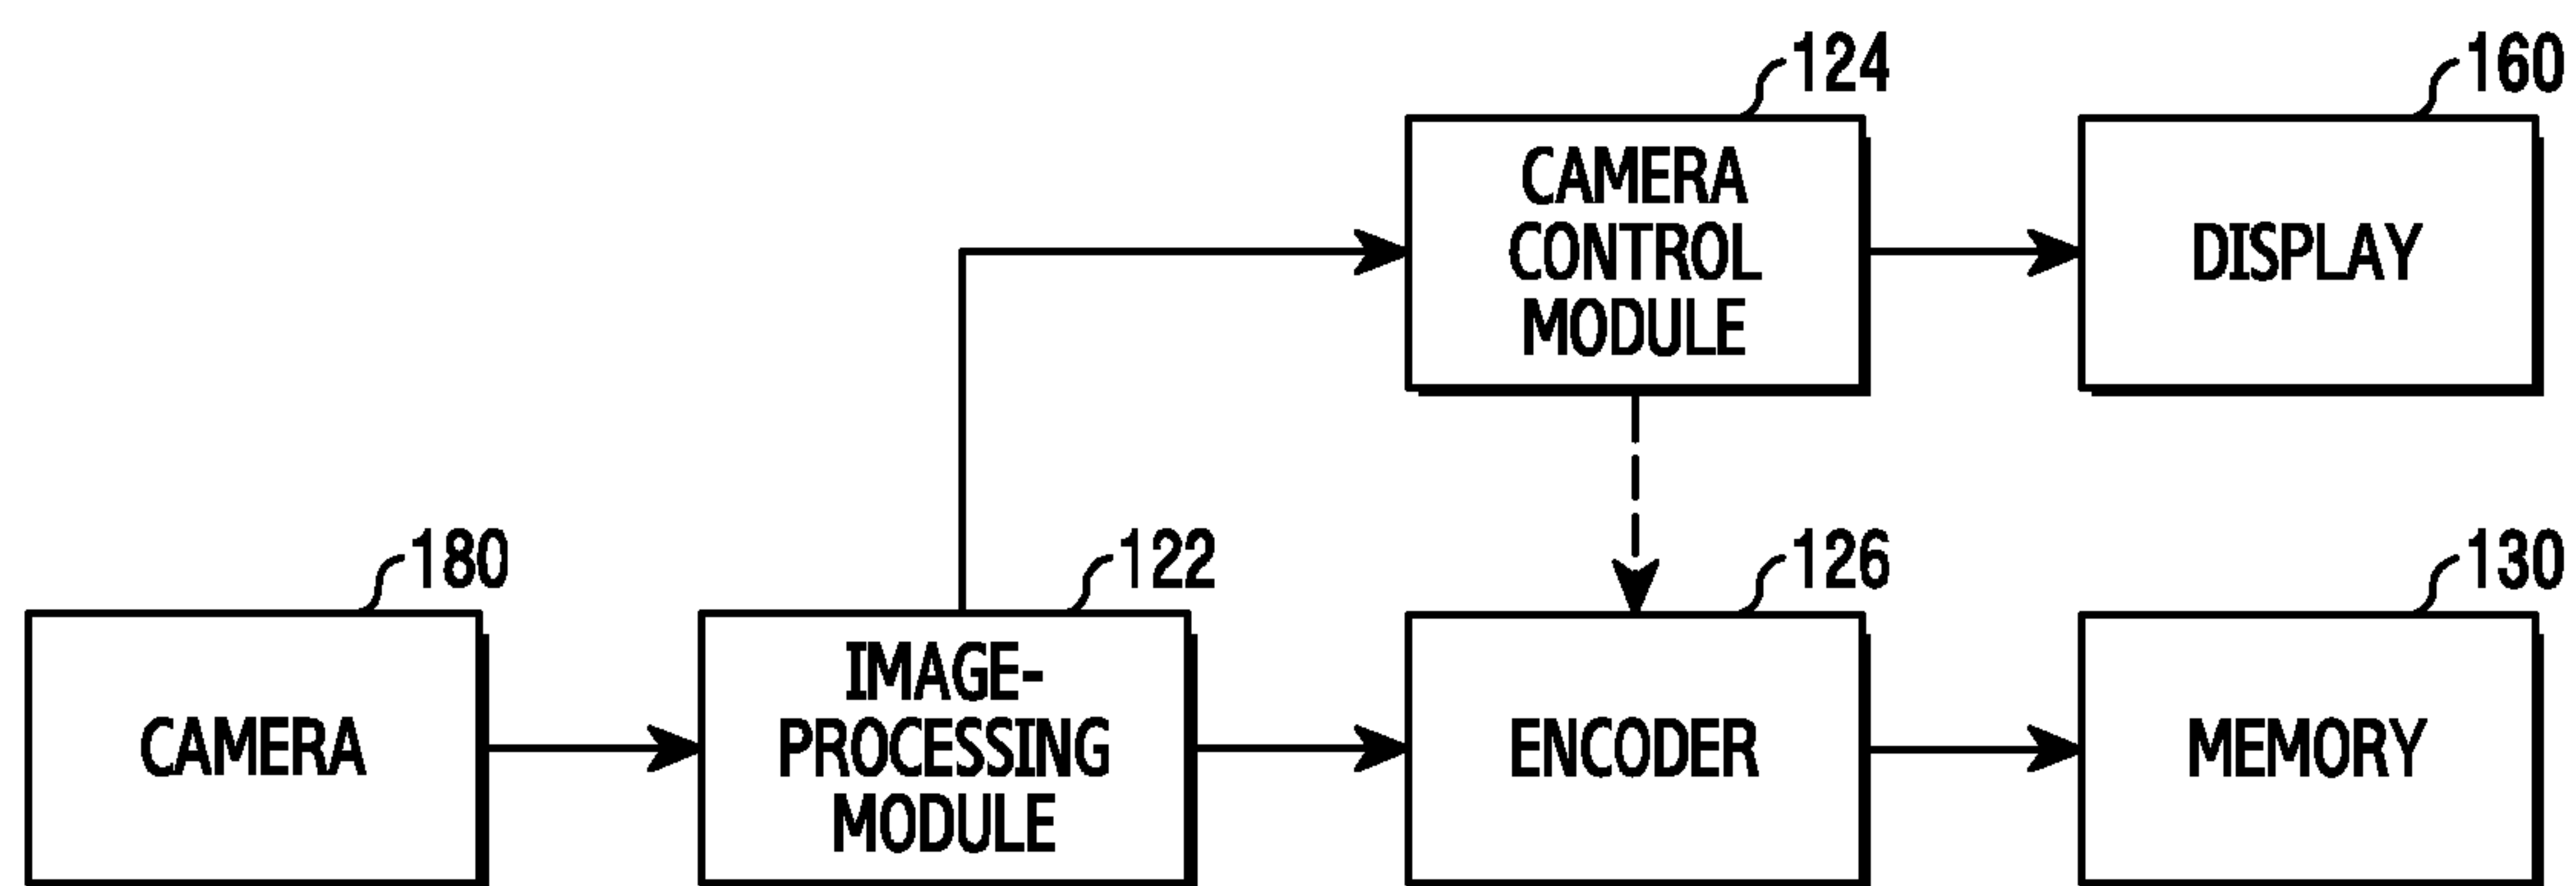 124
160
CAMERA
CONTROL
MODULE
DISPLAY
180
122
126
130
CAMERA
IMAGE-
PROCESSING
MODULE
ENCODER
MEMORY